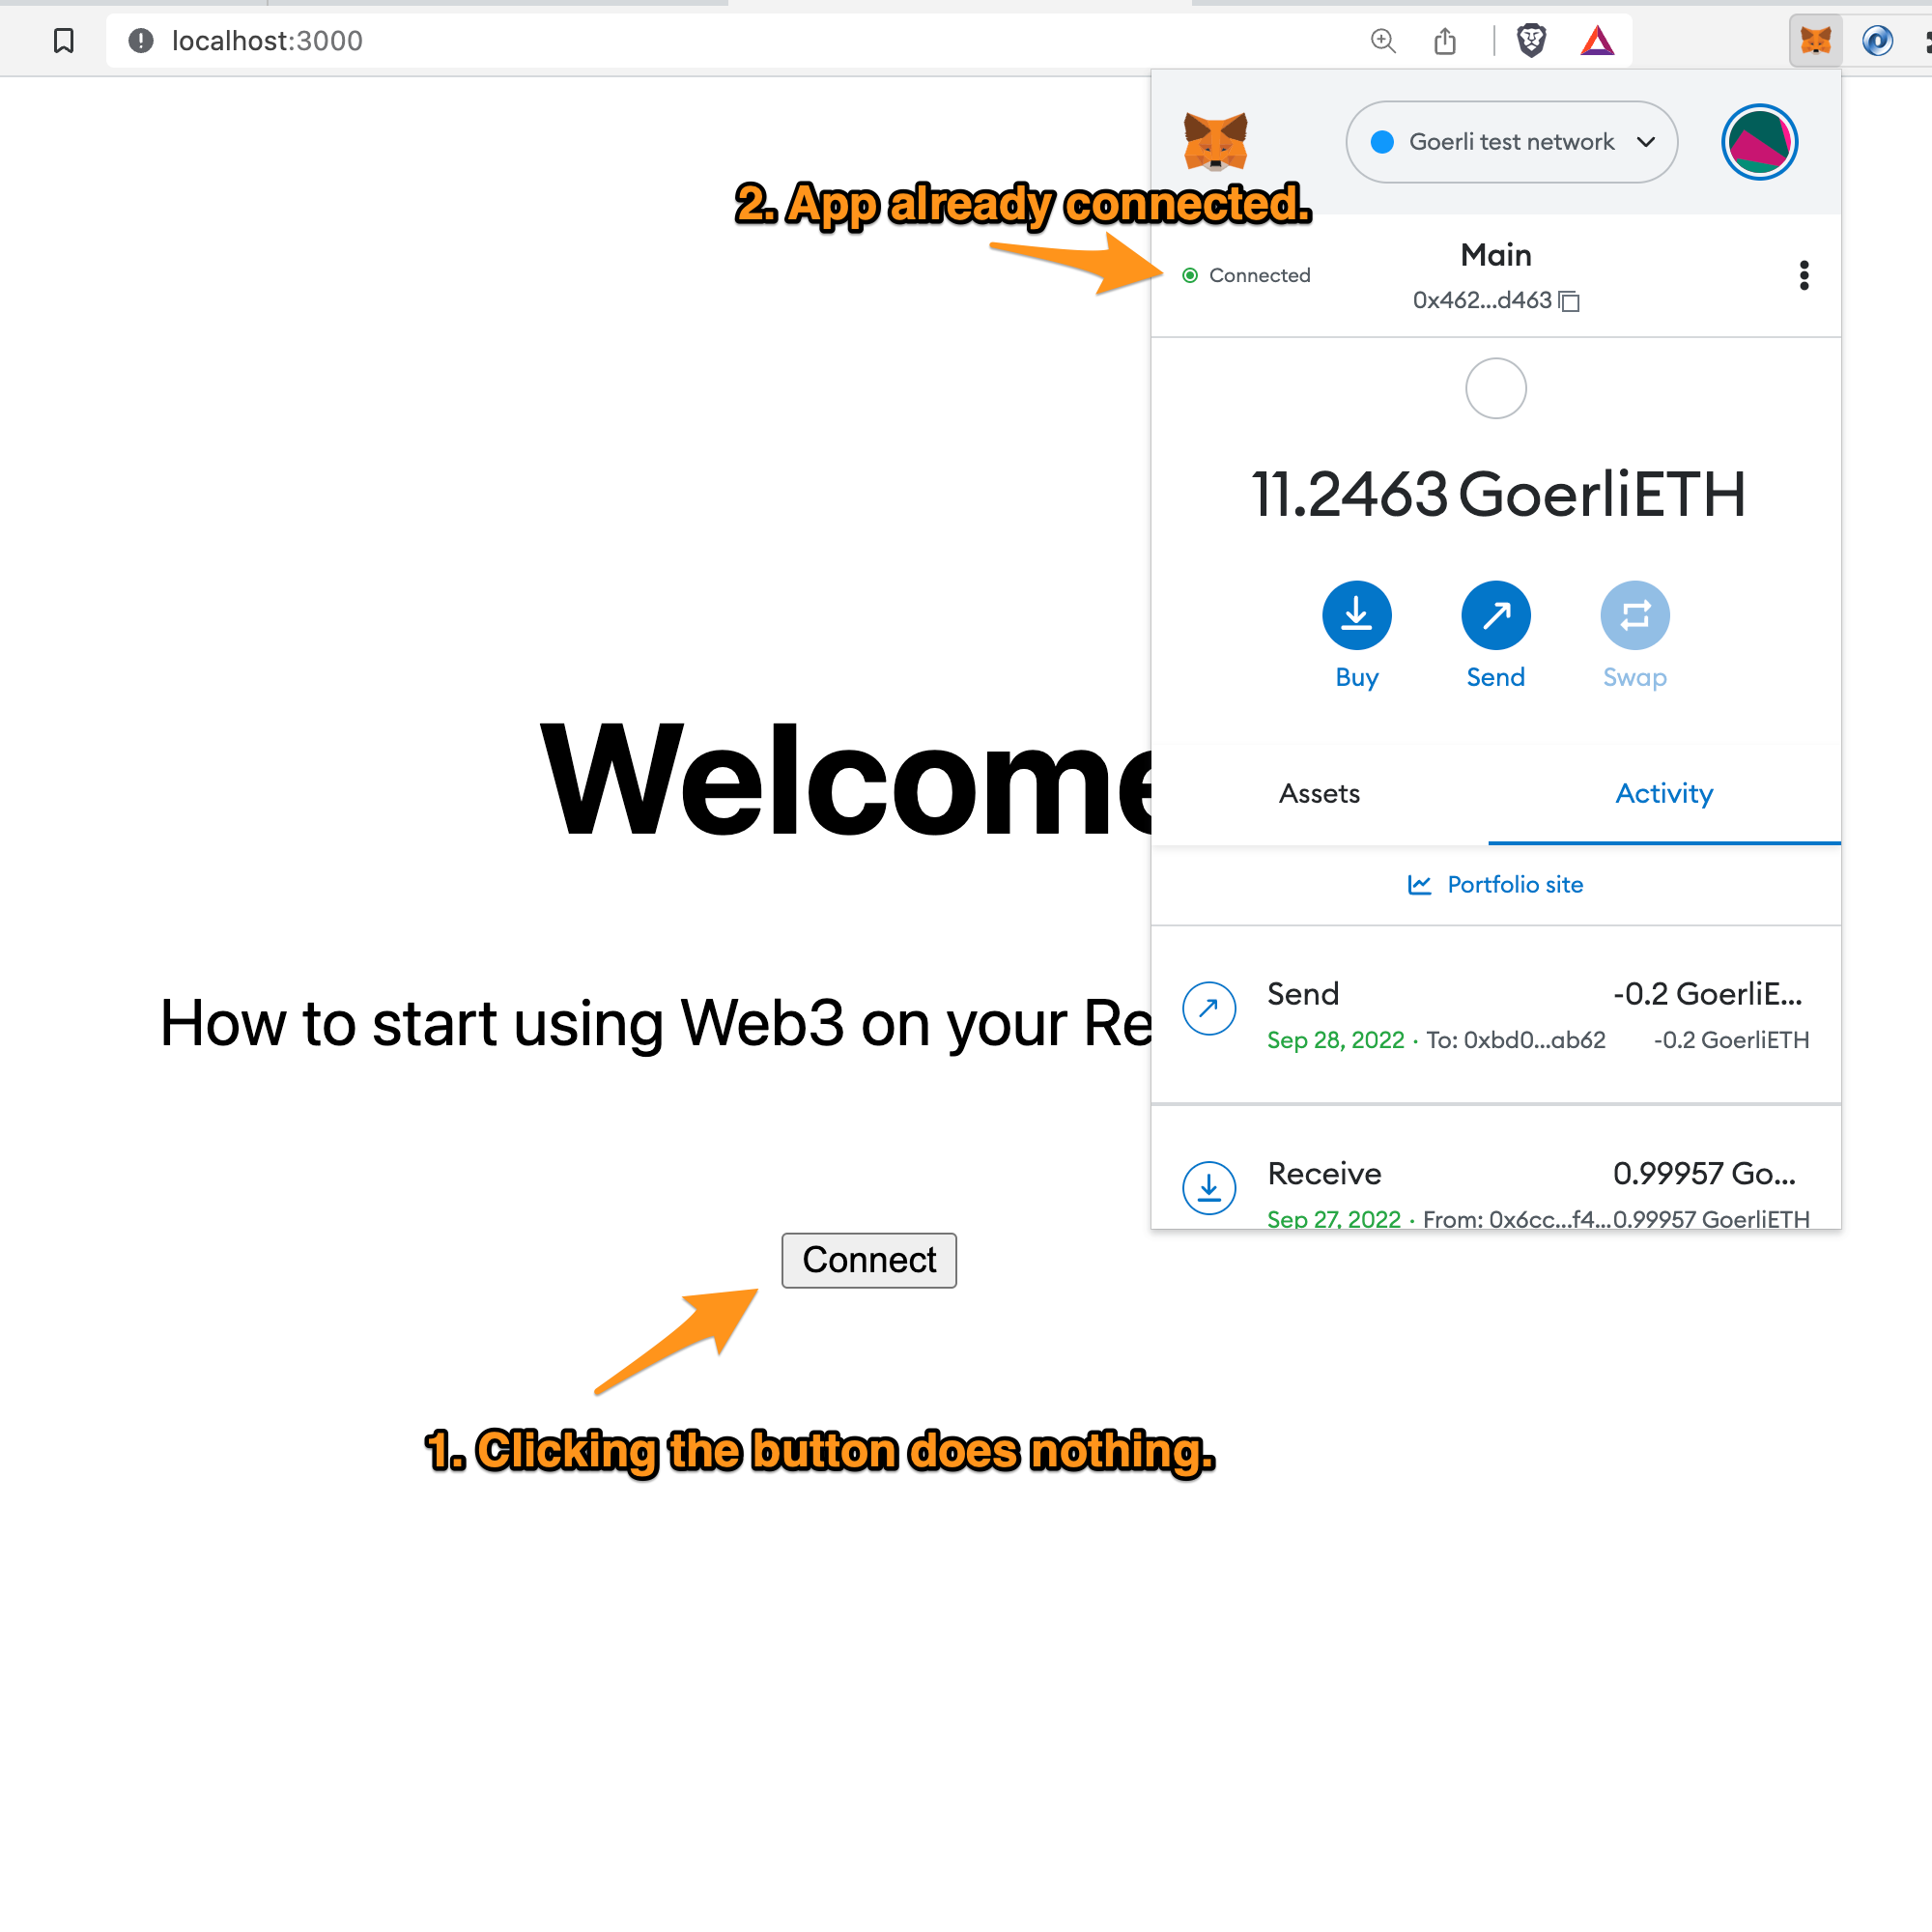 localhost:3000
Goerli test network
2. App already connected.
Connected
Main
0x462...d463
11.2463 GoerliETH
Buy
Send
Swap
Welcome
Assets
Activity
Portfolio site
How to start using Web3 on your Re
Send
-0.2 GoerliE...
Sep 28, 2022 · To: 0xbd0...ab62
-0.2 GoerliETH
Receive
0.99957 Go...
Sep 27, 2022 · From: 0x6cc...f4...0.99957 GoerliETH
Connect
1. Clicking the button does nothing.